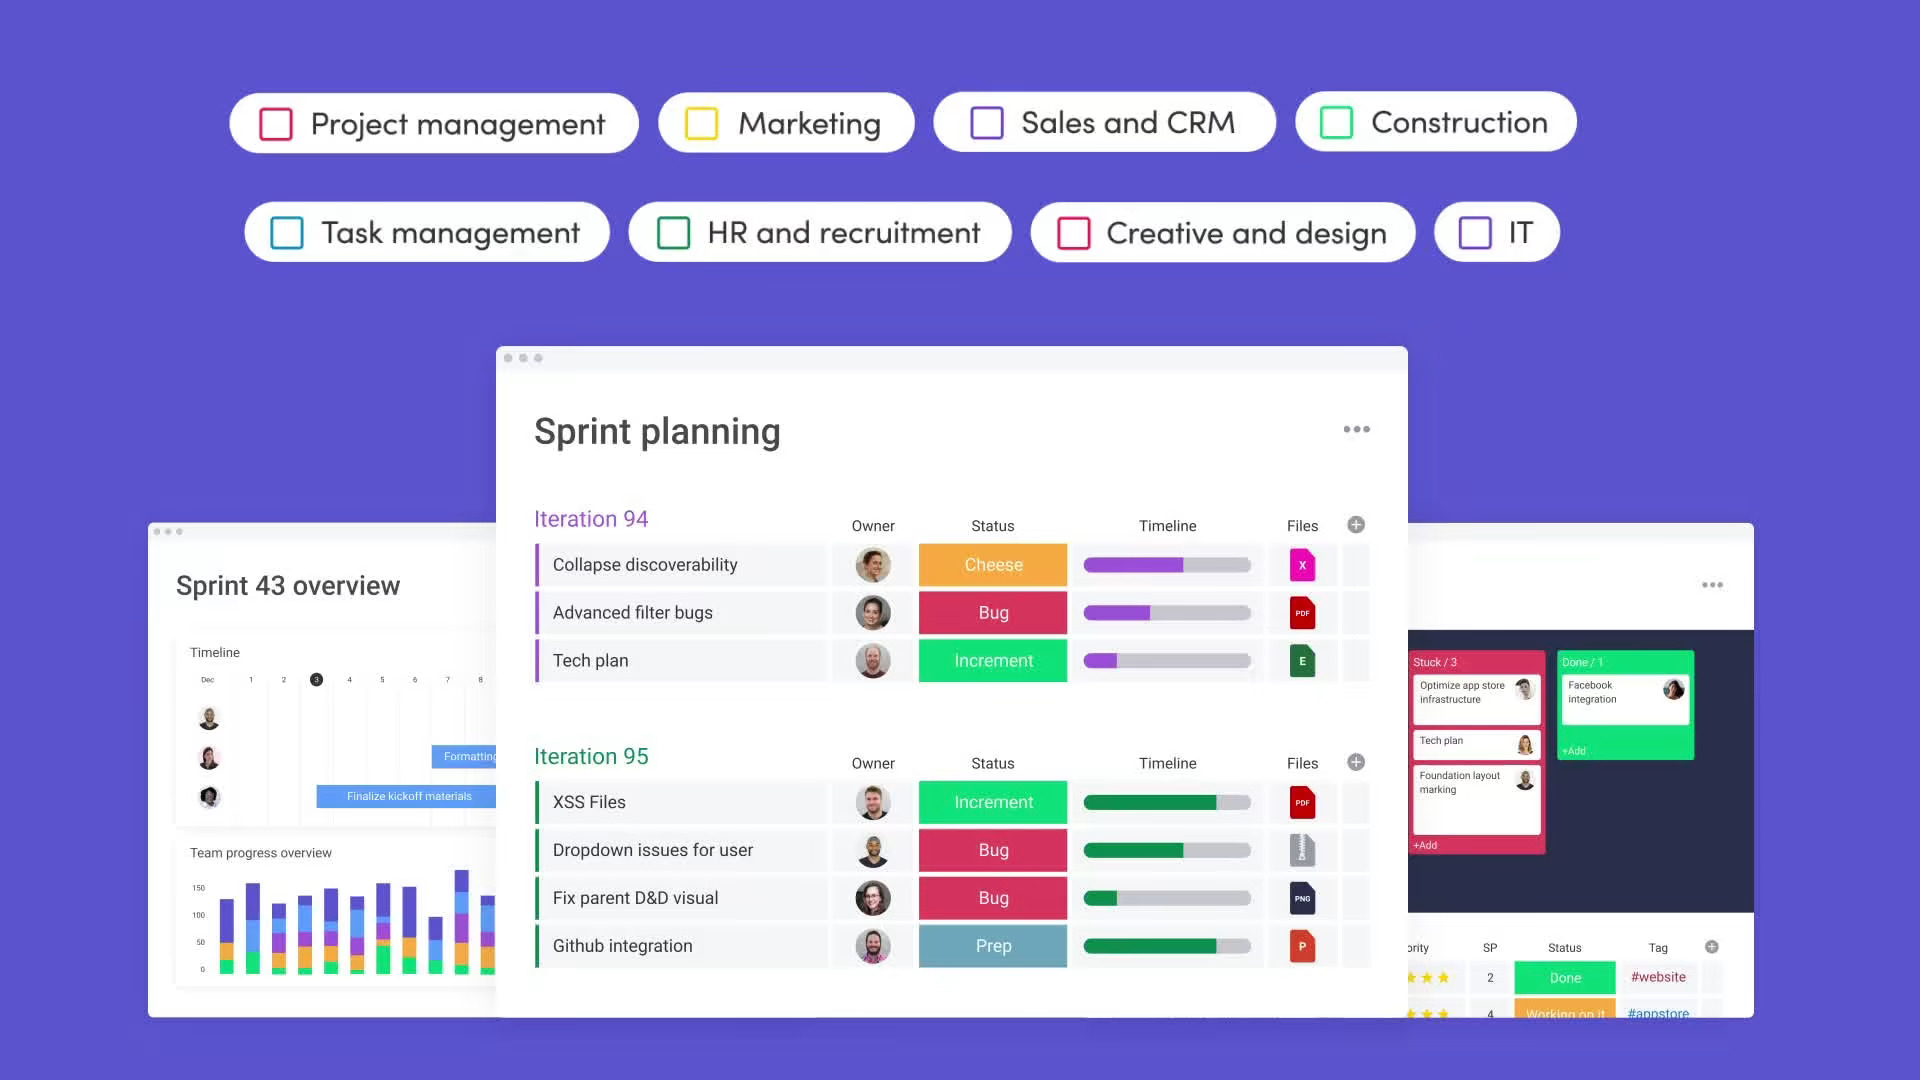 Project management
Marketing
Sales and CRM
Construction
Task management
HR and recruitment
Creative and design
IT
Sprint planning
Iteration 94
Owner Status Timeline Files
Collapse discoverability Cheese X
Advanced filter bugs Bug PDF
Tech plan Increment E
Iteration 95
Owner Status Timeline Files
XSS Files Increment PDF
Dropdown issues for user Bug
Fix parent D&D visual Bug PNG
Github integration Prep P
Sprint 43 overview
Timeline
Dec 1 2 3 4 5 6 7 8
Formatting
Finalize kickoff materials
Team progress overview
150
100
50
0
Stuck / 3
Optimize app store
infrastructure
Tech plan
Foundation layout
marking
+Add
Done / 1
Facebook
integration
+Add
ority SP Status Tag
2 Done #website
4 Working on it #appstore